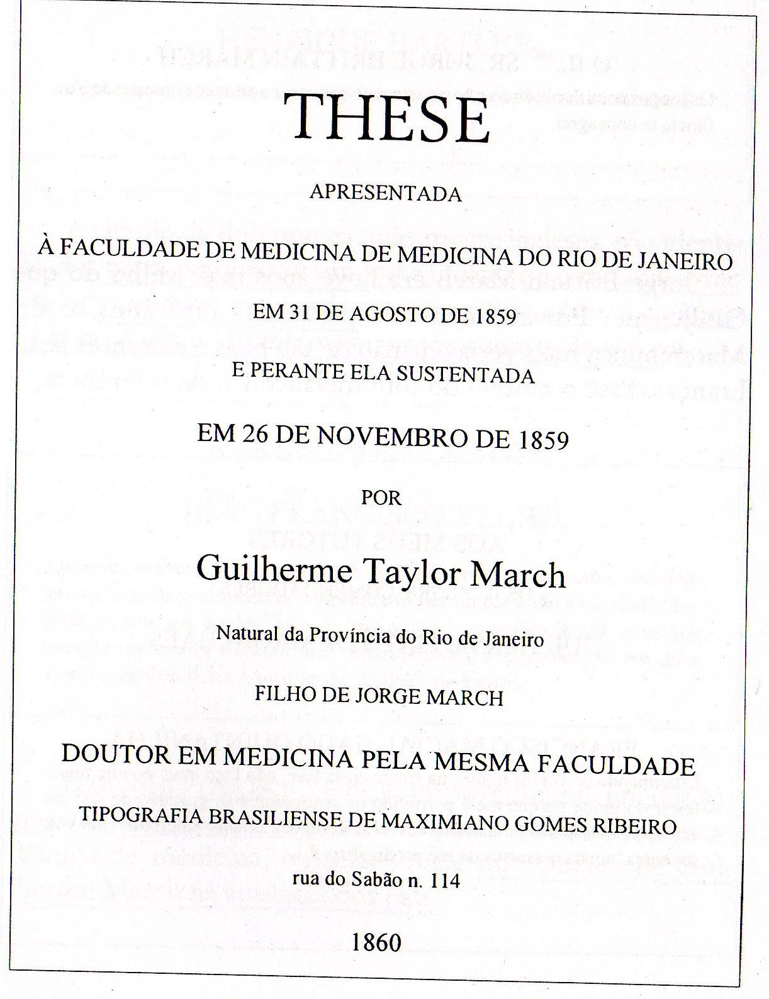 THESE
APRESENTADA
À FACULDADE DE MEDICINA DE MEDICINA DO RIO DE JANEIRO
EM 31 DE AGOSTO DE 1859
E PERANTE ELA SUSTENTADA
EM 26 DE NOVEMBRO DE 1859
POR
Guilherme Taylor March
Natural da Província do Rio de Janeiro
FILHO DE JORGE MARCH
DOUTOR EM MEDICINA PELA MESMA FACULDADE
TIPOGRAFIA BRASILIENSE DE MAXIMIANO GOMES RIBEIRO
rua do Sabão n. 114
1860